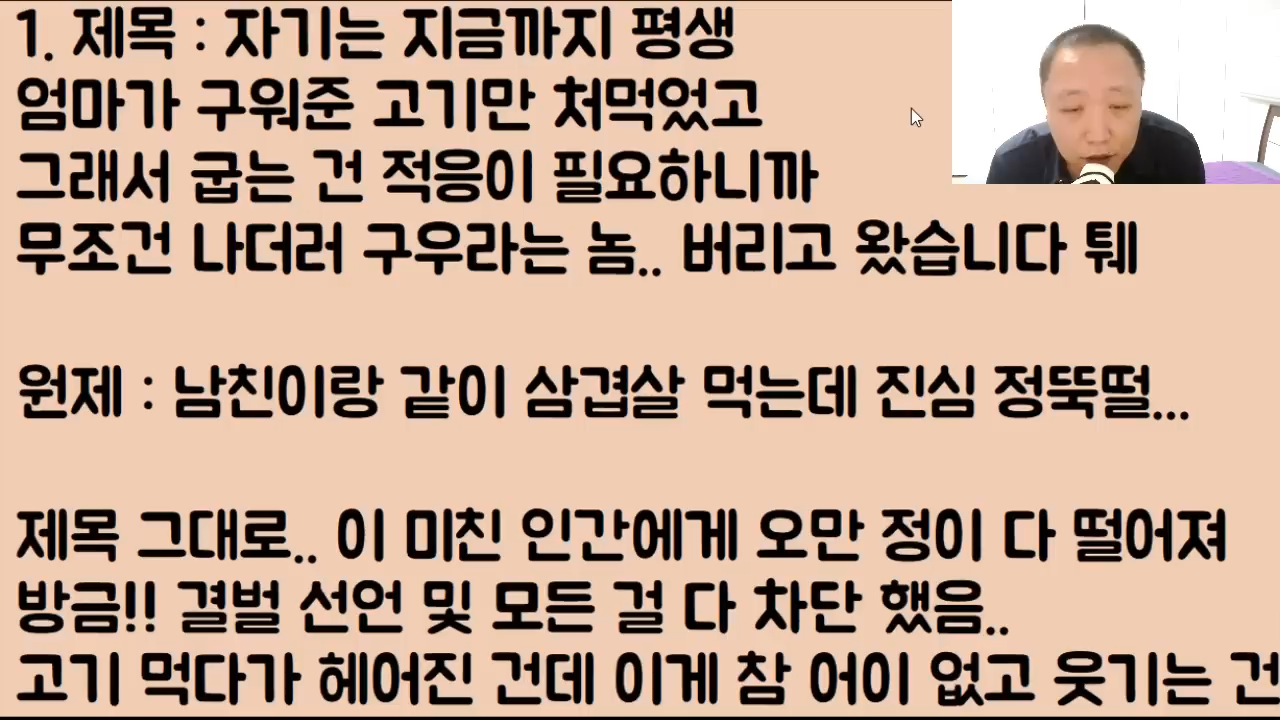 1. 제목 : 자기는 지금까지 평생
엄마가 구워준 고기만 처먹었고
그래서 굽는 건 적응이 필요하니까
무조건 나더러 구우라는 놈.. 버리고 왔습니다 퉤
원제 : 남친이랑 같이 삼겹살 먹는데 진심 정뚝떨...
제목 그대로.. 이 미친 인간에게 오만 정이 다 떨어져
방금!! 결벌 선언 및 모든 걸 다 차단 했음..
고기 먹다가 헤어진 건데 이게 참 어이 없고 웃기는 건